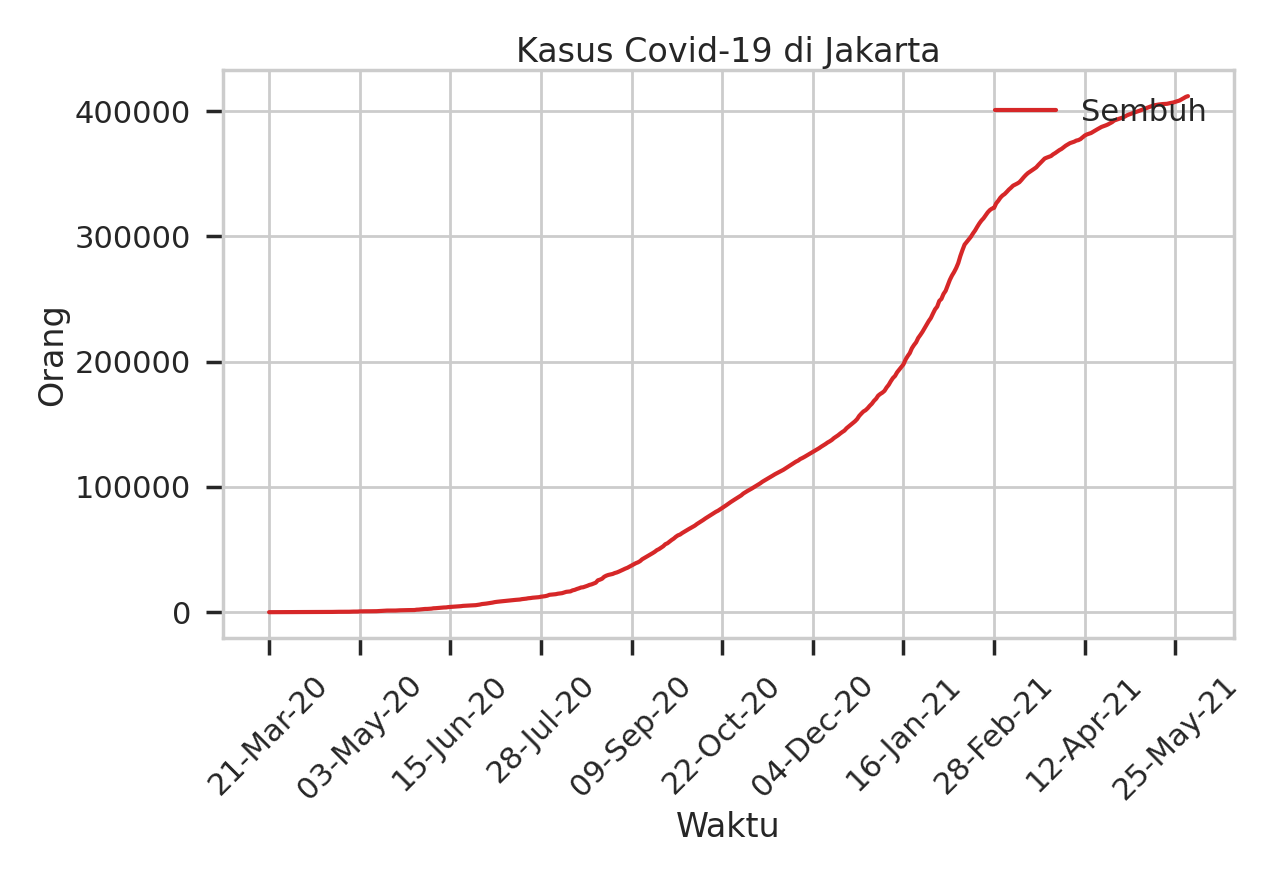 Kasus Covid-19 di Jakarta
Sembuh
400000
300000
200000
100000
0
Orang
21-Mar-20
03-May-20
15-Jun-20
28-Jul-20
09-Sep-20
22-Oct-20
04-Dec-20
16-Jan-21
28-Feb-21
12-Apr-21
25-May-21
Waktu